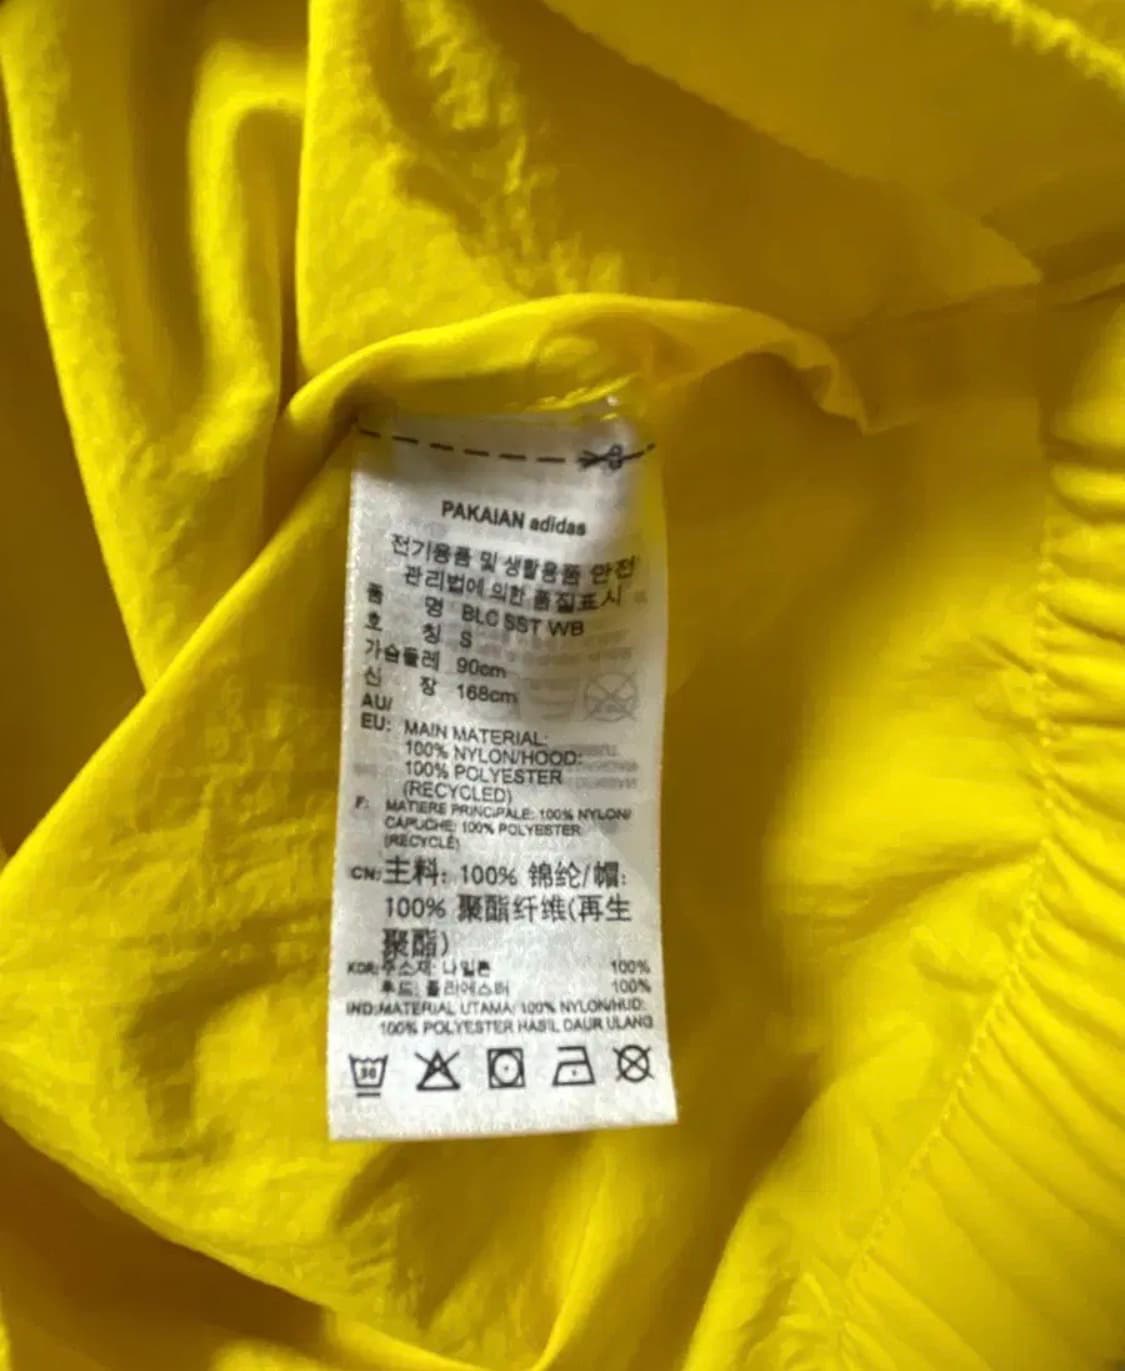 PAKAIAN adidas
전기용품 및 생활용품 안전
관리법에 의한 품질표시
품 명 BLC SST WB
호 칭 S
가슴둘레 90cm
신 장 168cm
AU/
EU: MAIN MATERIAL:
100% NYLON/HOOD:
100% POLYESTER
(RECYCLED)
F: MATIERE PRINCIPALE: 100% NYLON/
CAPUCHE: 100% POLYESTER
(RECYCLÉ)
CN: 主料: 100% 锦纶/帽:
100% 聚酯纤维(再生
聚酯)
KOR: 주소재: 나일론 100%
후드: 폴리에스터 100%
IND: MATERIAL UTAMA: 100% NYLON/HUD:
100% POLYESTER HASIL DAUR ULANG
30